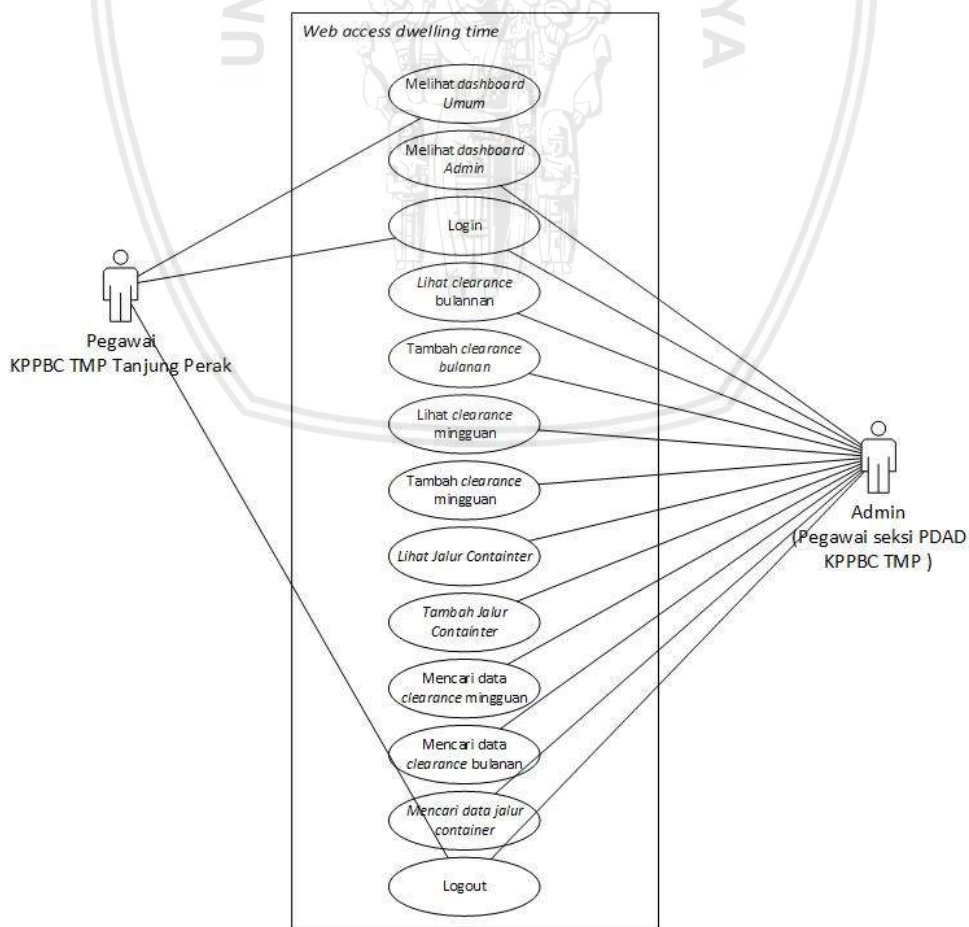 Web access dwelling time
Melihat dashboard
Umum
Melihat dashboard
Admin
Login
Lihat clearance
bulannan
Tambah clearance
bulanan
Lihat clearance
mingguan
Tambah clearance
mingguan
Lihat Jalur Containter
Tambah Jalur
Containter
Mencari data
clearance mingguan
Mencari data
clearance bulanan
Mencari data jalur
container
Logout
Pegawai
KPPBC TMP Tanjung Perak
Admin
(Pegawai seksi PDAD
KPPBC TMP )
YA